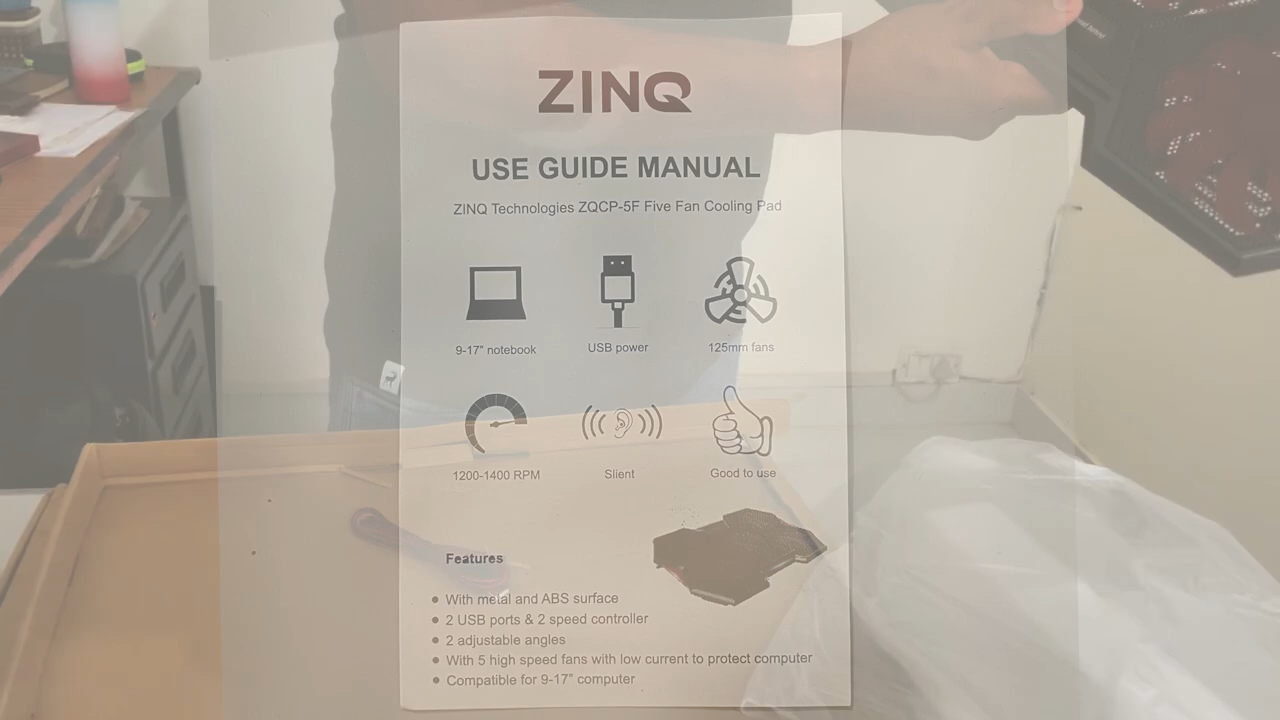 ZINQ
USE GUIDE MANUAL
ZINQ Technologies ZQCP-5F Five Fan Cooling Pad
9-17" notebook
USB power
125mm fans
1200-1400 RPM
Slient
Good to use
Features
• With metal and ABS surface
• 2 USB ports & 2 speed controller
• 2 adjustable angles
• With 5 high speed fans with low current to protect computer
• Compatible for 9-17" computer